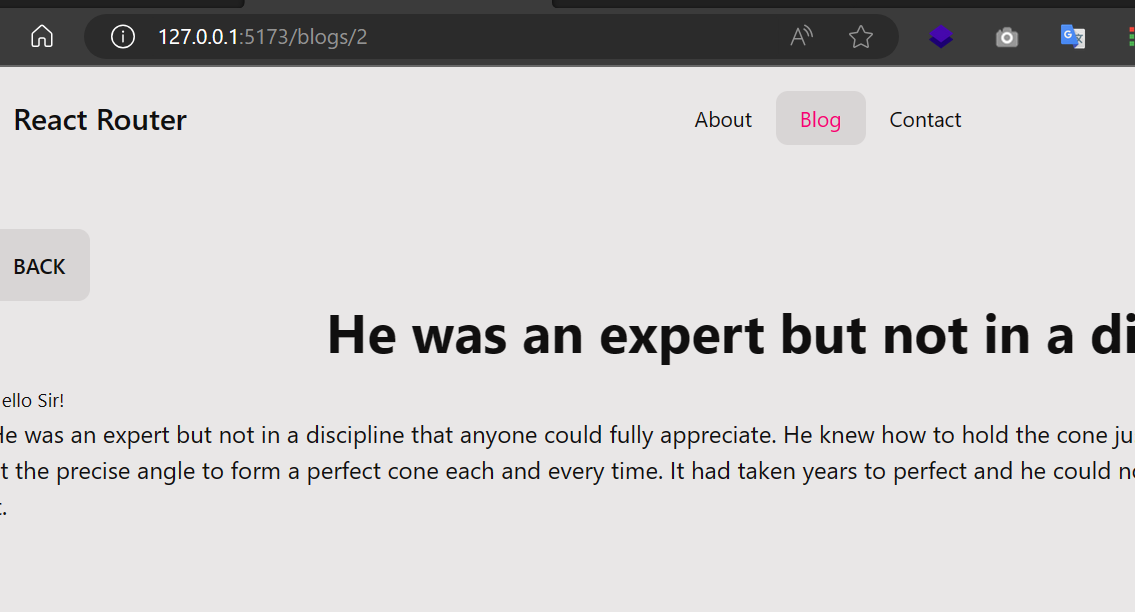 127.0.0.1:5173/blogs/2
React Router
About Blog Contact
BACK
He was an expert but not in a di
ello Sir!
He was an expert but not in a discipline that anyone could fully appreciate. He knew how to hold the cone ju
t the precise angle to form a perfect cone each and every time. It had taken years to perfect and he could no
t.